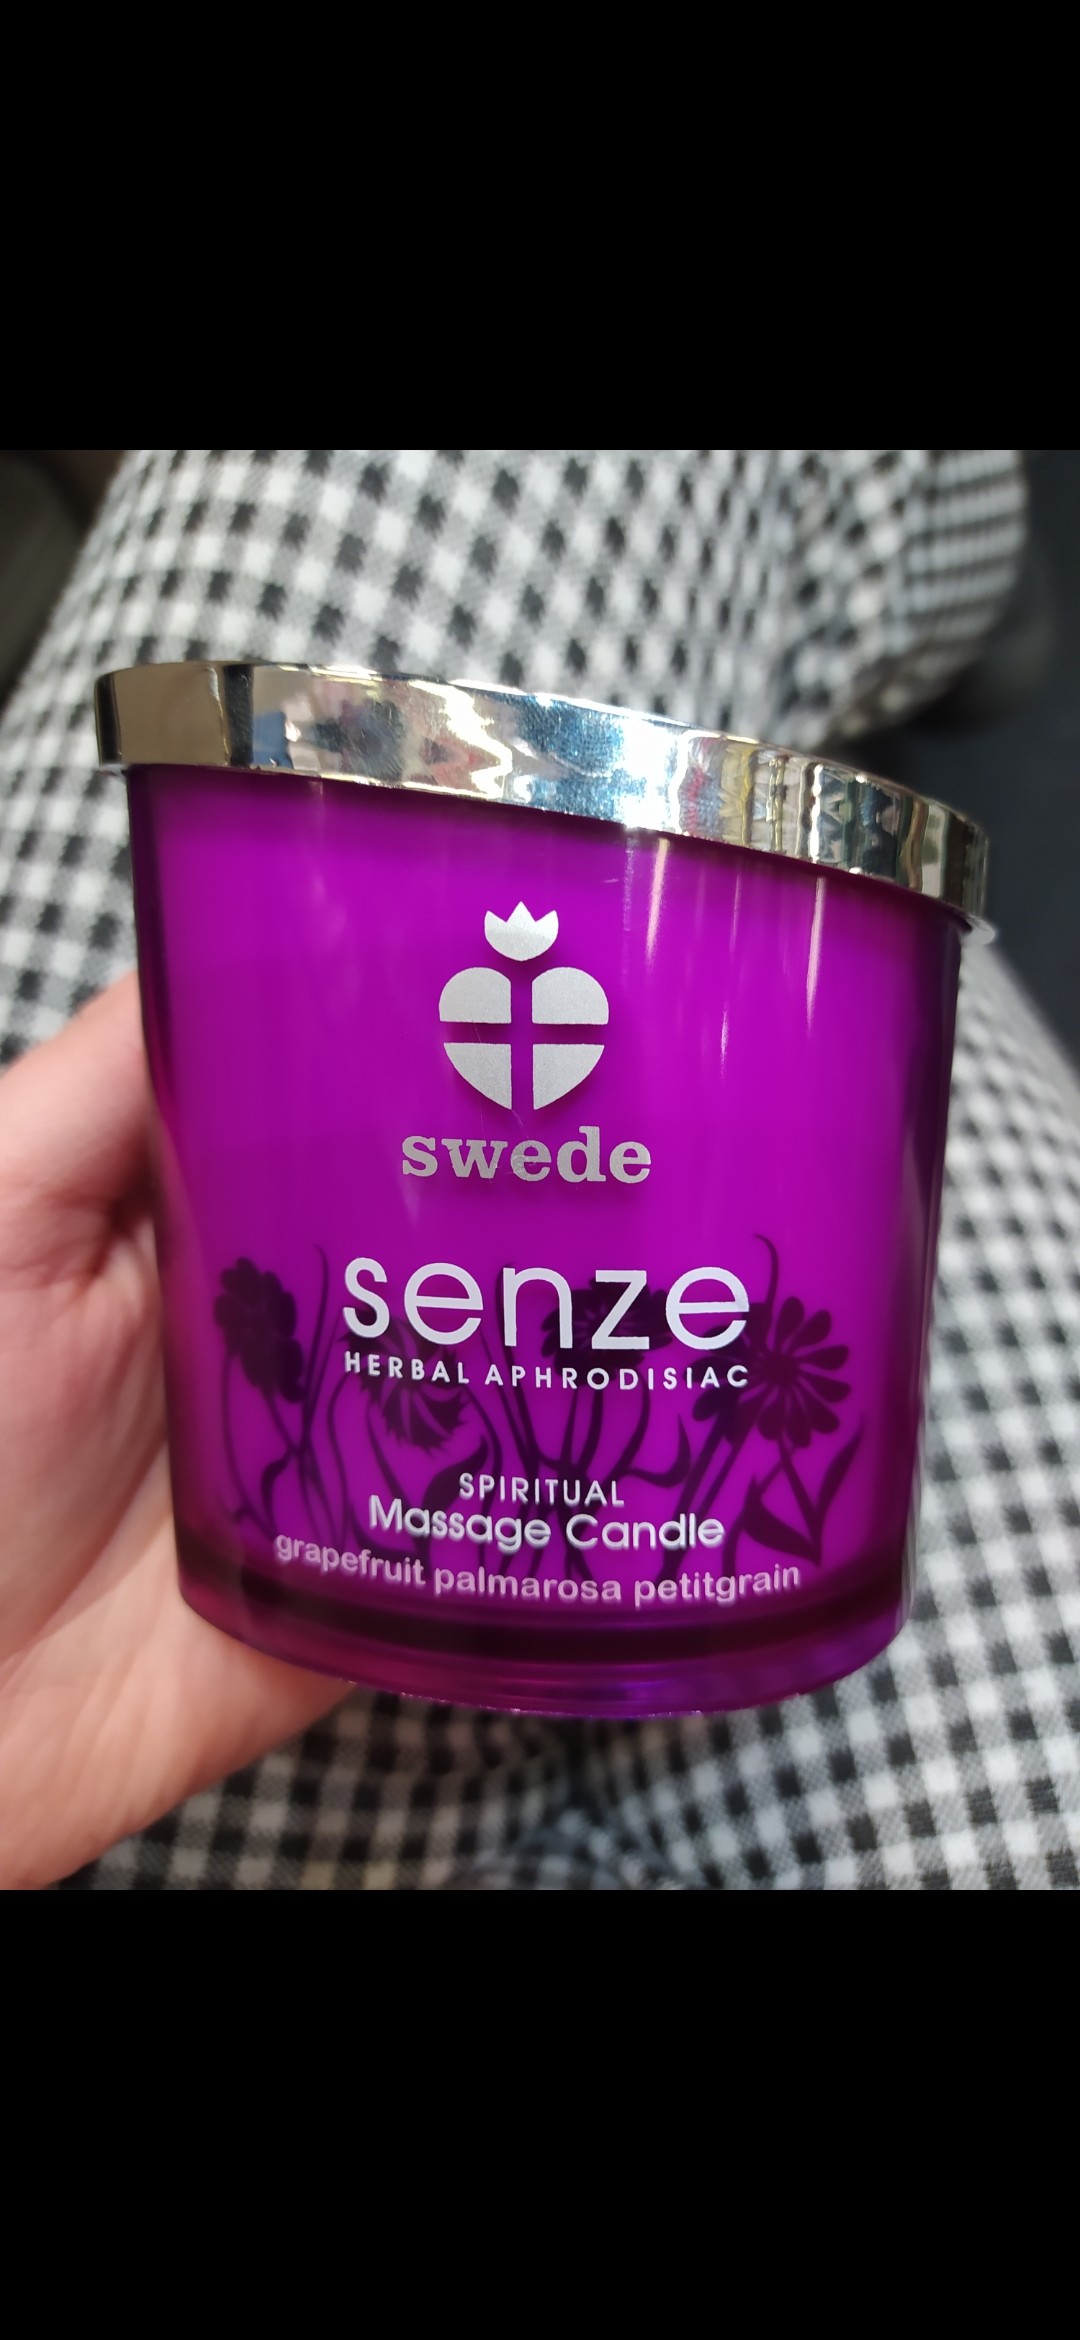 swede
senze
HERBAL APHRODISIAC
SPIRITUAL
Massage Candle
grapefruit palmarosa petitgrain